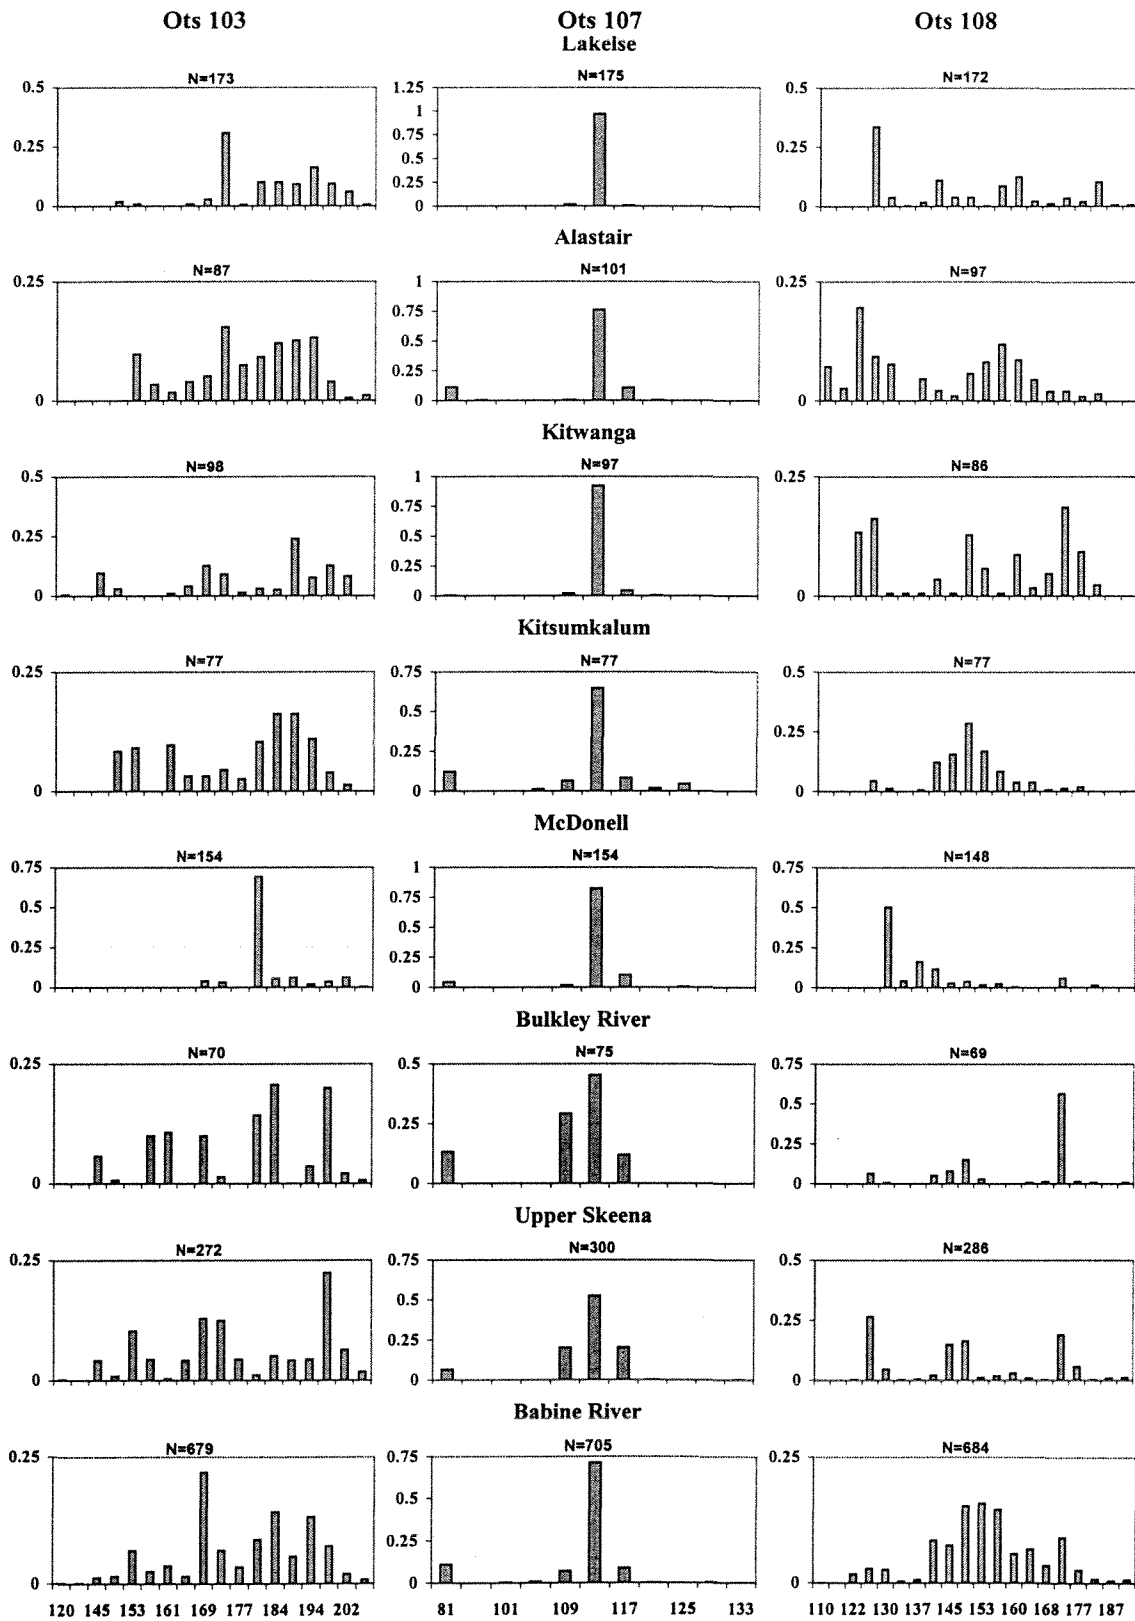 Ots 103 Ots 107 Ots 108
Lakelse
N=173 N=175 N=172
0.5 1.25 0.5
1
0.25 0.75 0.25
0.5
0.25
0 0 0
Alastair
N=87 N=101 N=97
0.25 1 0.25
0.75
0.5
0.25
0 0 0
Kitwanga
N=98 N=97 N=86
0.5 1 0.25
0.75
0.25 0.5
0.25
0 0 0
Kitsumkalum
N=77 N=77 N=77
0.25 0.75 0.5
0.5
0.25
0.25
0 0 0
McDonell
N=154 N=154 N=148
0.75 1 0.75
0.75
0.5 0.5
0.5
0.25 0.25
0.25
0 0 0
Bulkley River
N=70 N=75 N=69
0.25 0.5 0.75
0.5
0.25
0.25
0 0 0
Upper Skeena
N=272 N=300 N=286
0.25 0.75 0.5
0.5
0.25
0.25
0 0 0
Babine River
N=679 N=705 N=684
0.25 0.75 0.25
0.5
0.25
0 0 0
120 145 153 161 169 177 184 194 202 81 101 109 117 125 133 110 122 130 137 145 153 160 168 177 187